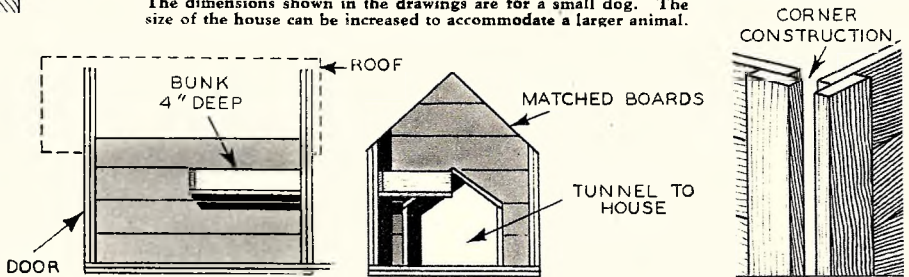 The dimensions shown in the drawings are for a small dog. The
size of the house can be increased to accommodate a larger animal.
ROOF
BUNK
4" DEEP
DOOR
MATCHED BOARDS
TUNNEL TO
HOUSE
CORNER
CONSTRUCTION